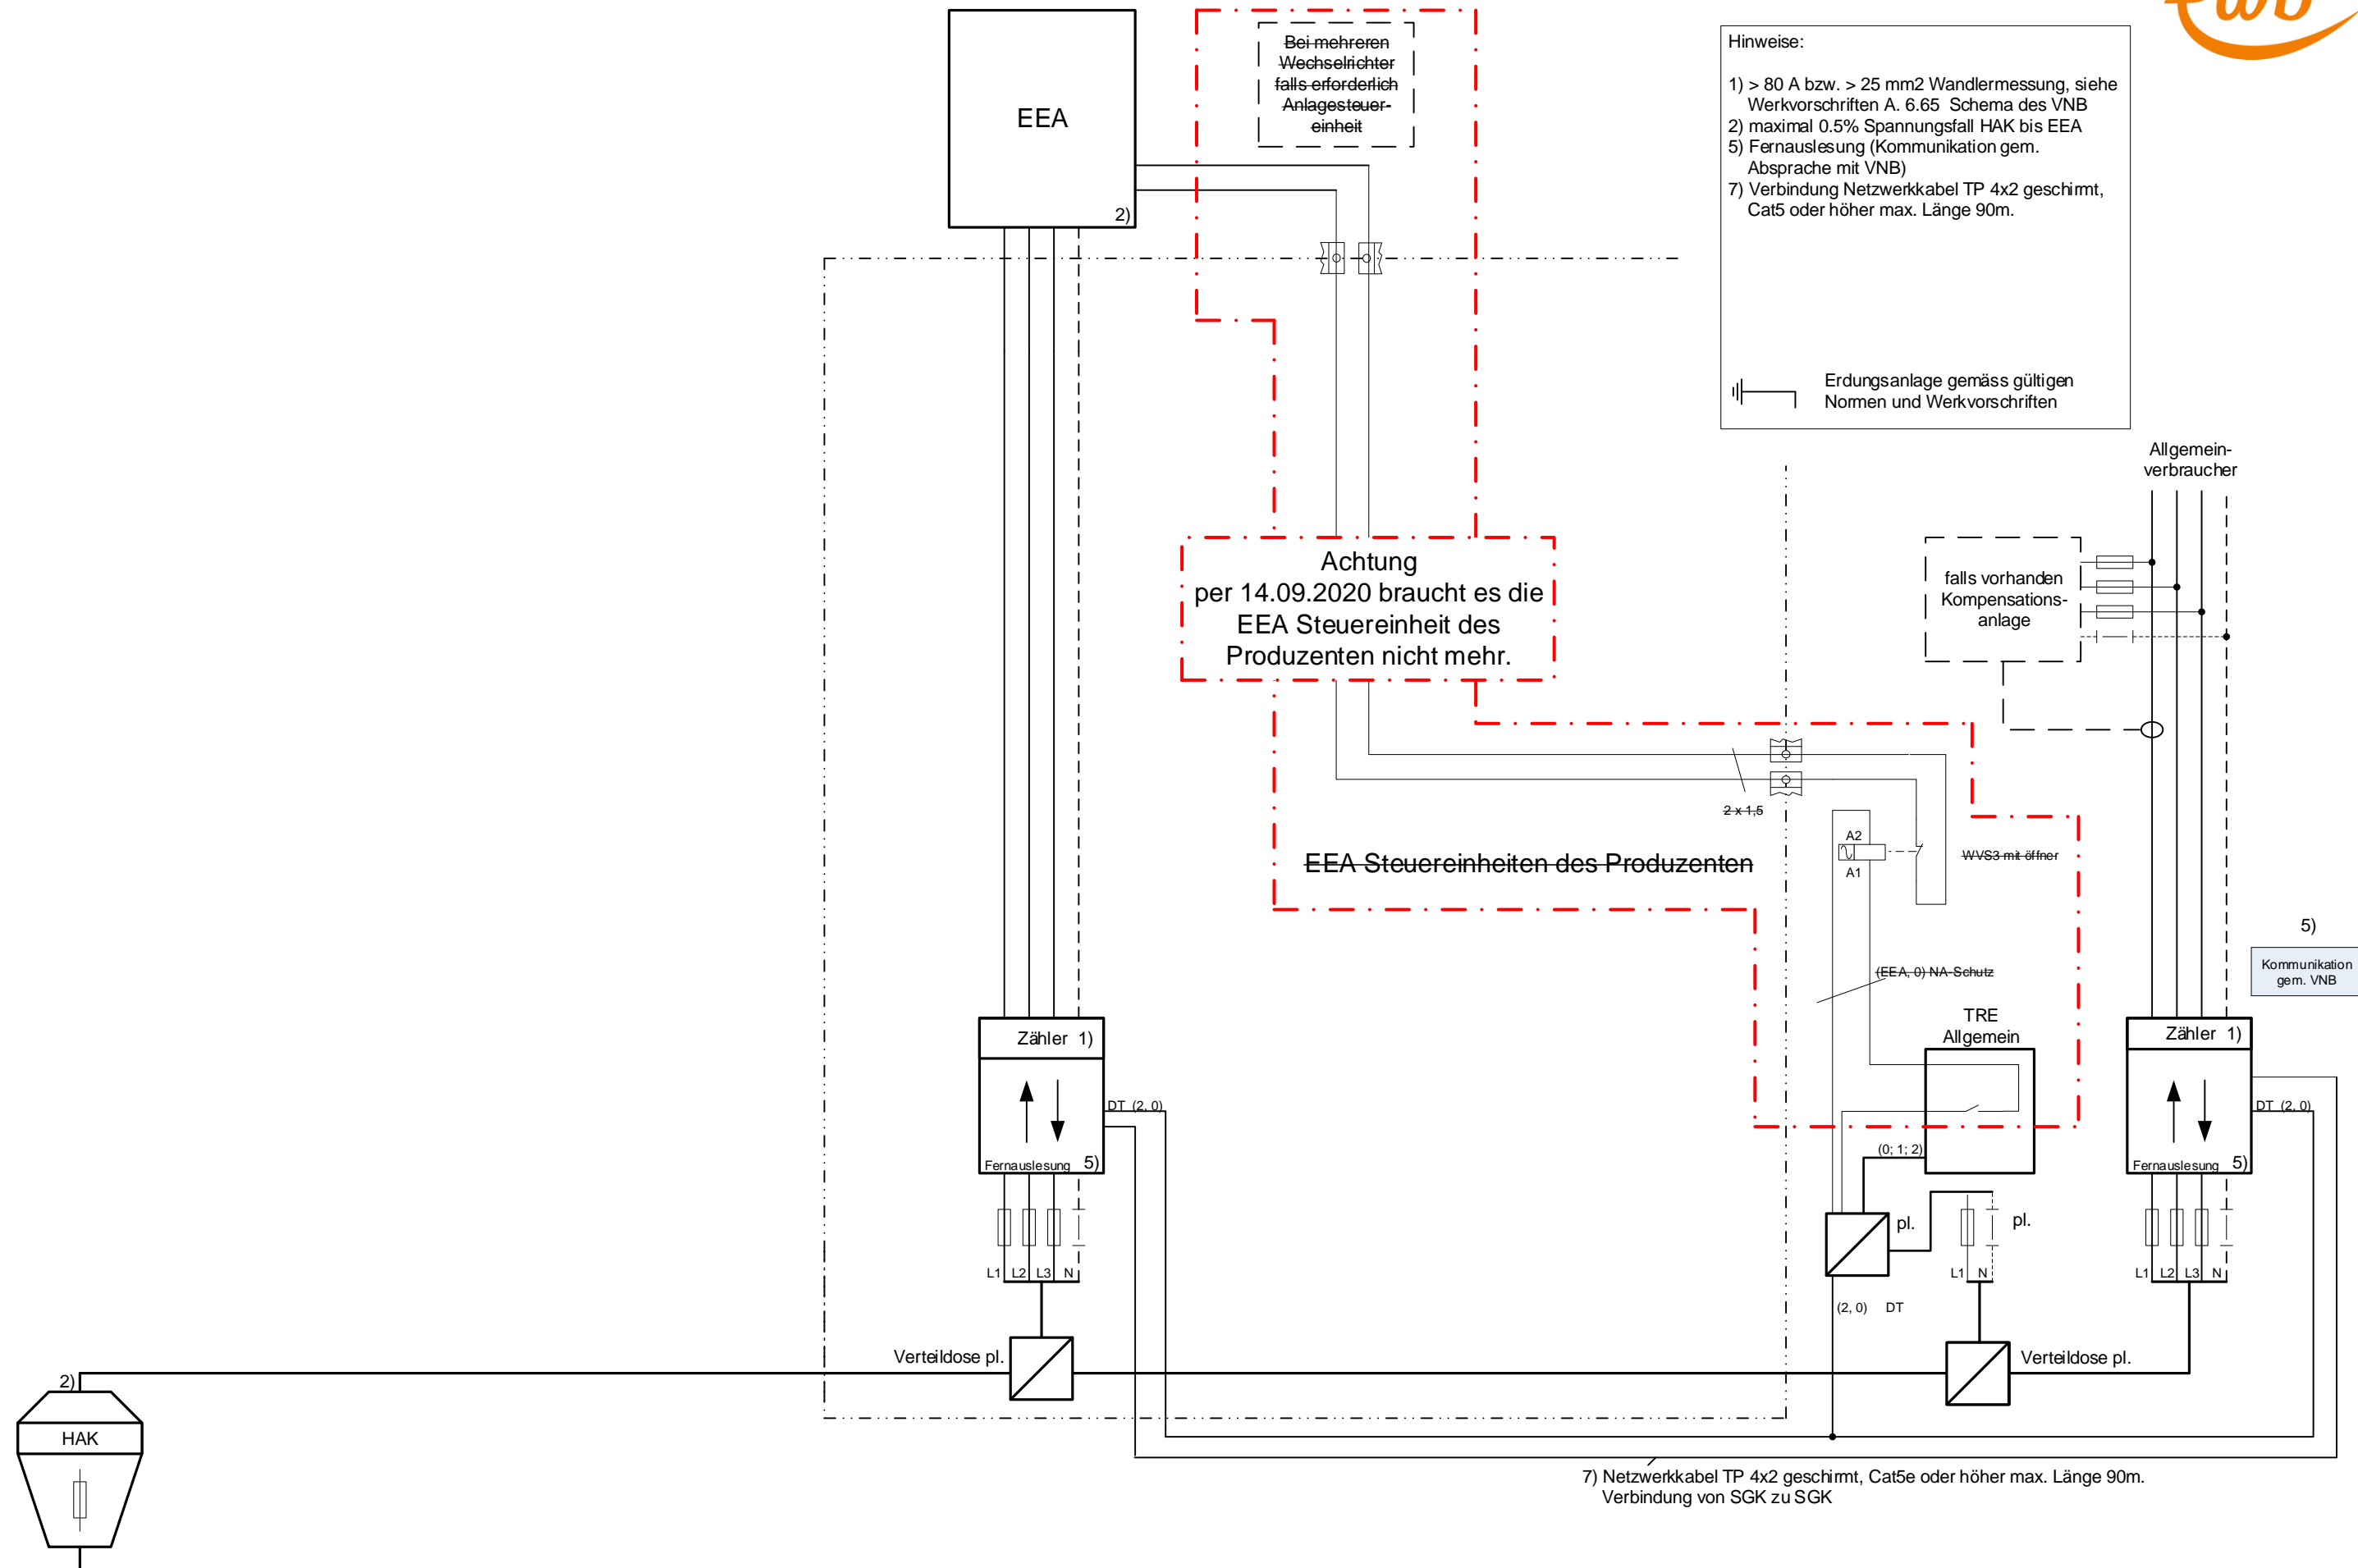 EEA
2)
Bei mehreren
Wechselrichter
falls erforderlich
Anlagesteuer-
einheit
Hinweise:
1) > 80 A bzw. > 25 mm2 Wandlermessung, siehe
Werkvorschriften A. 6.65 Schema des VNB
2) maximal 0.5% Spannungsfall HAK bis EEA
5) Fernauslesung (Kommunikation gem.
Absprache mit VNB)
7) Verbindung Netzwerkkabel TP 4x2 geschirmt,
Cat5 oder höher max. Länge 90m.
Erdungsanlage gemäss gültigen
Normen und Werkvorschriften
Allgemein-
verbraucher
falls vorhanden
Kompensations-
anlage
Achtung
per 14.09.2020 braucht es die
EEA Steuereinheit des
Produzenten nicht mehr.
2 x 1,5
A2
A1
WVS3 mit öffner
EEA Steuereinheiten des Produzenten
5)
Kommunikation
gem. VNB
(EEA, 0) NA-Schutz
TRE
Allgemein
Zähler 1)
DT (2, 0)
Fernauslesung 5)
L1 L2 L3 N
(0; 1; 2)
pl.
pl.
L1 N
(2, 0) DT
Zähler 1)
DT (2, 0)
Fernauslesung 5)
L1 L2 L3 N
Verteildose pl.
Verteildose pl.
2)
HAK
7) Netzwerkkabel TP 4x2 geschirmt, Cat5e oder höher max. Länge 90m.
Verbindung von SGK zu SGK